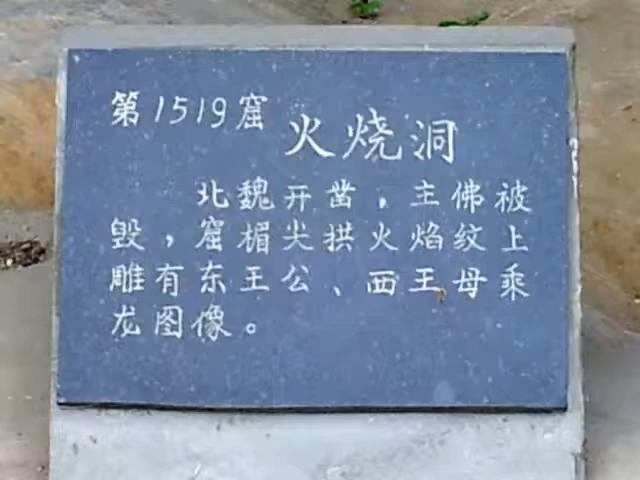 第1519窟 火烧洞
北魏开凿，主佛被
毁，窟楣尖拱火焰纹上
雕有东王公、西王母乘
龙图像。